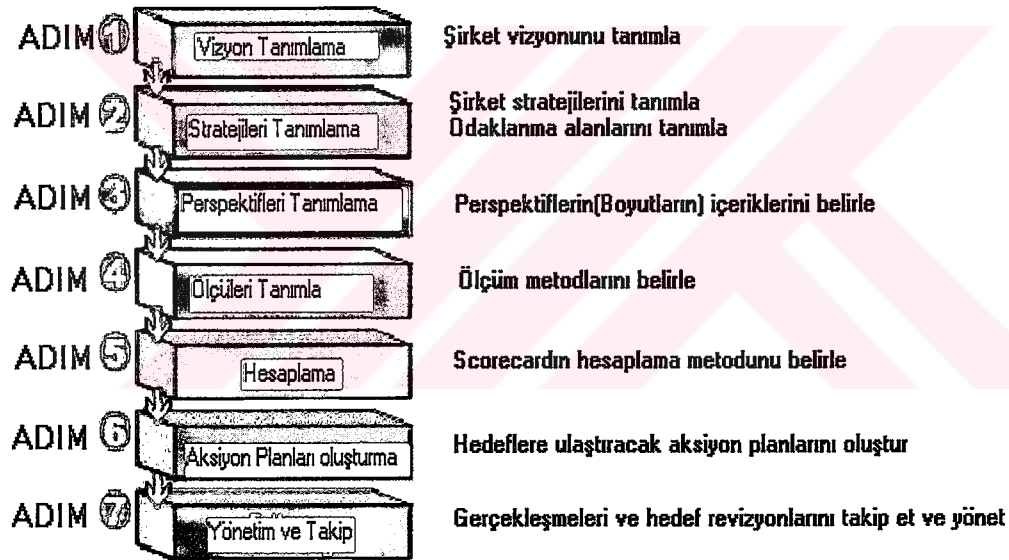 ADIM 1
Vizyon Tanımlama
Şirket vizyonunu tanımla
ADIM 2
Stratejileri Tanımlama
Şirket stratejilerini tanımla
Odaklanma alanlarını tanımla
ADIM 3
Perspektifleri Tanımlama
Perspektiflerin(Boyutların) içeriklerini belirle
ADIM 4
Ölçüleri Tanımla
Ölçüm metodlarını belirle
ADIM 5
Hesaplama
Scorecardın hesaplama metodunu belirle
ADIM 6
Aksiyon Planları oluşturma
Hedeflere ulaştıracak aksiyon planlarını oluştur
ADIM 7
Yönetim ve Takip
Gerçekleşmeleri ve hedef revizyonlarını takip et ve yönet